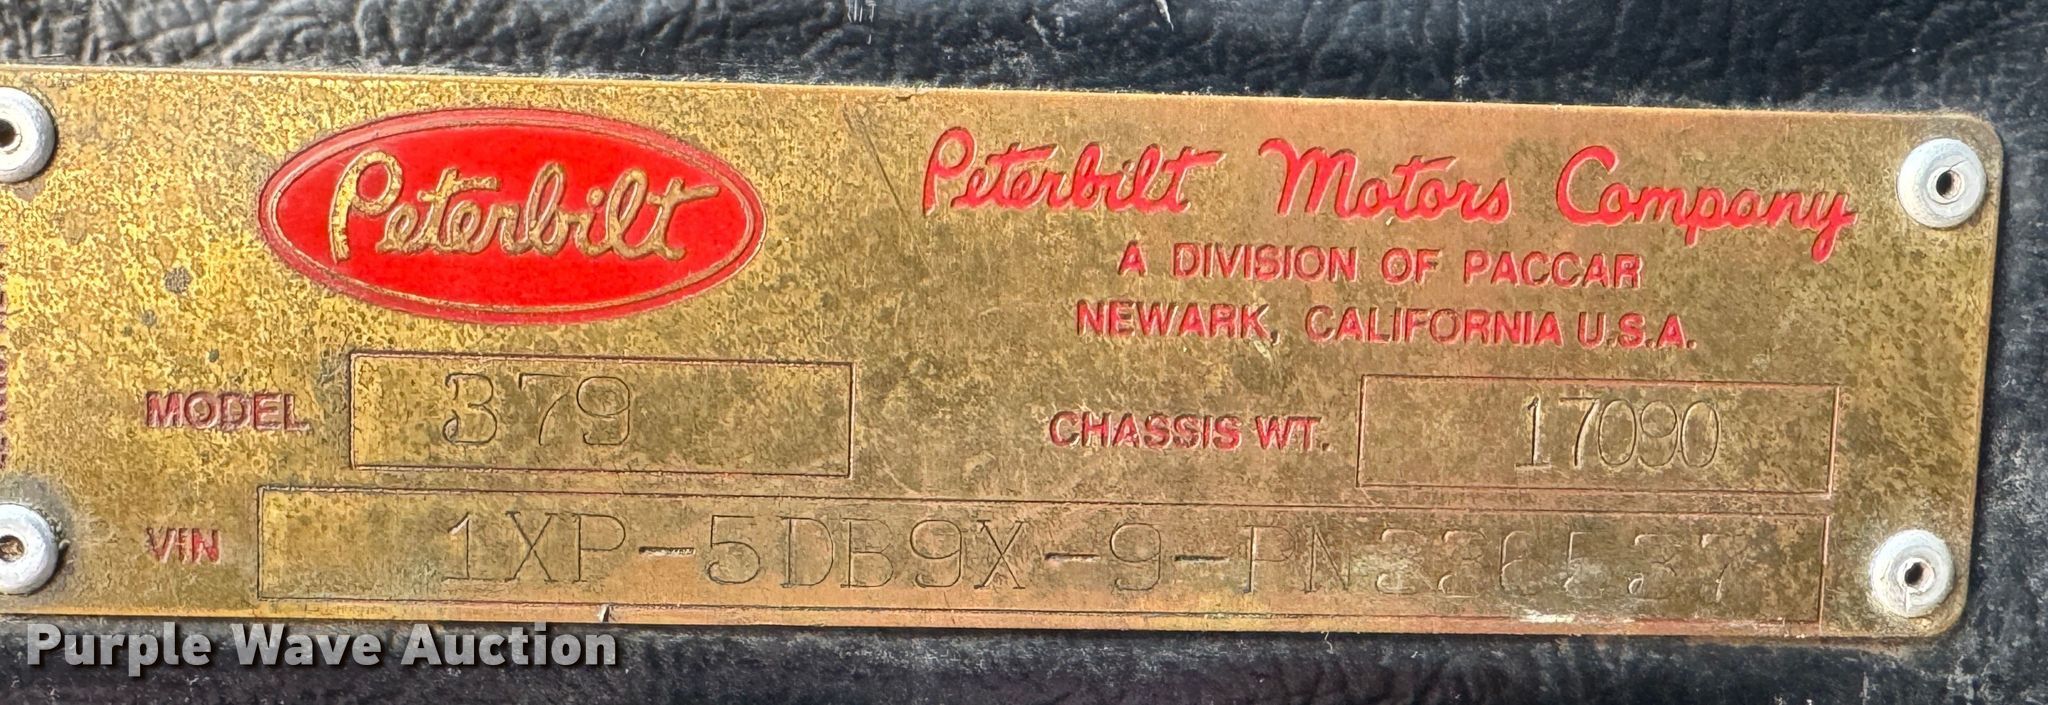 Peterbilt
Peterbilt Motors Company
A DIVISION OF PACCAR
NEWARK, CALIFORNIA U.S.A.
MODEL 379
CHASSIS WT. 17090
VIN 1XP-5DB9X-9-PN336537
Purple Wave Auction